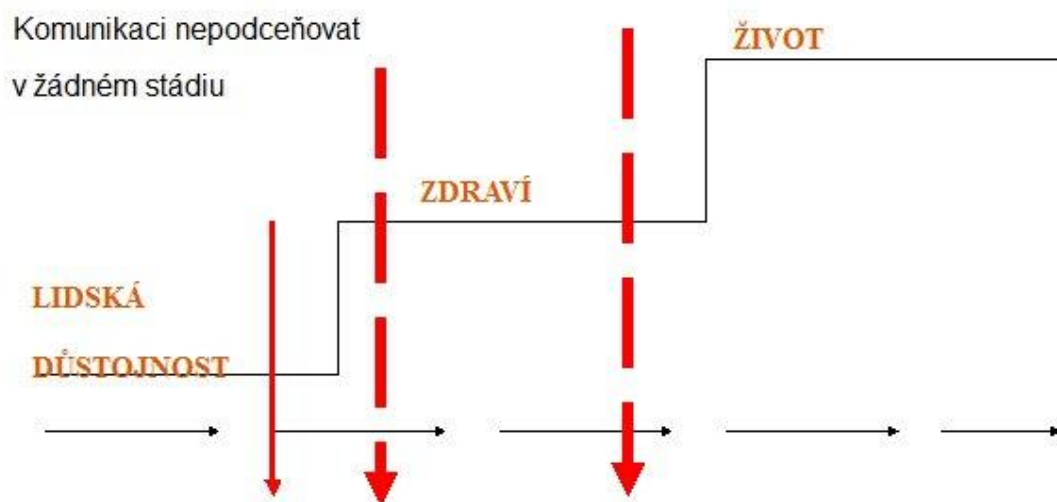 Komunikaci nepodceňovat
v žádném stádiu
ŽIVOT
ZDRAVÍ
LIDSKÁ
DŮSTOJNOST